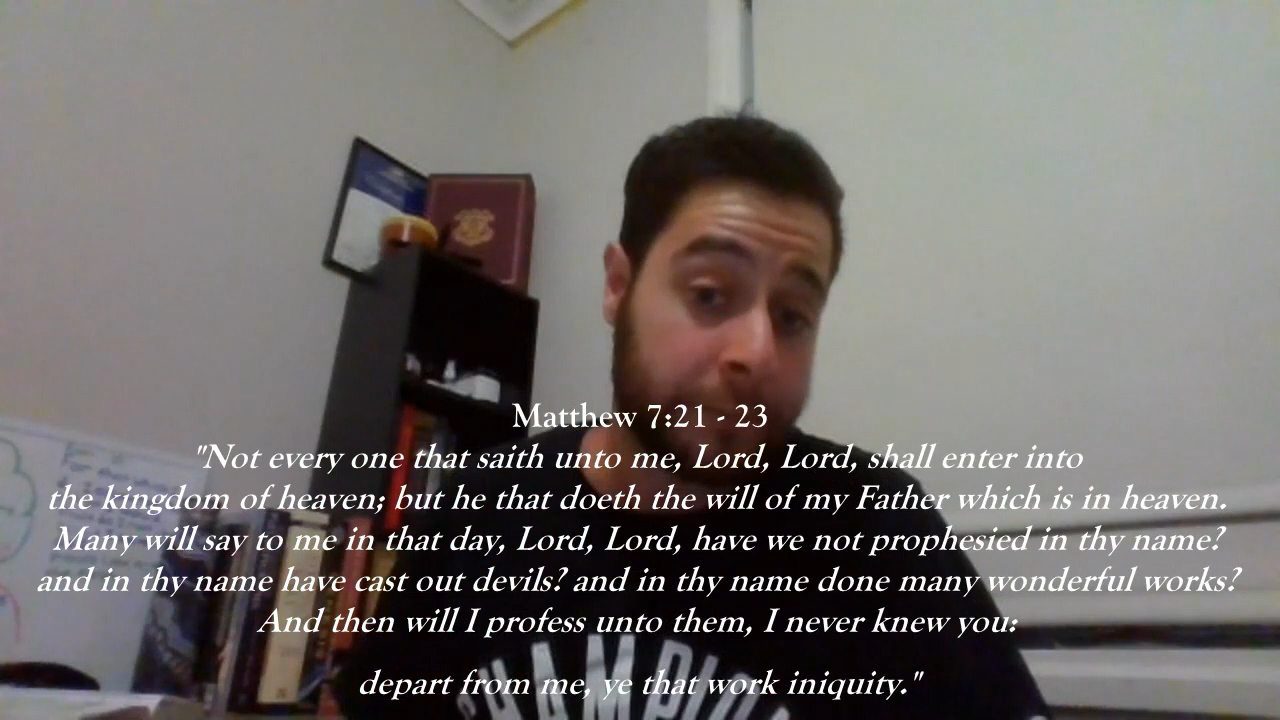 Matthew 7:21 - 23
"Not every one that saith unto me, Lord, Lord, shall enter into
the kingdom of heaven; but he that doeth the will of my Father which is in heaven.
Many will say to me in that day, Lord, Lord, have we not prophesied in thy name?
and in thy name have cast out devils? and in thy name done many wonderful works?
And then will I profess unto them, I never knew you:
depart from me, ye that work iniquity."